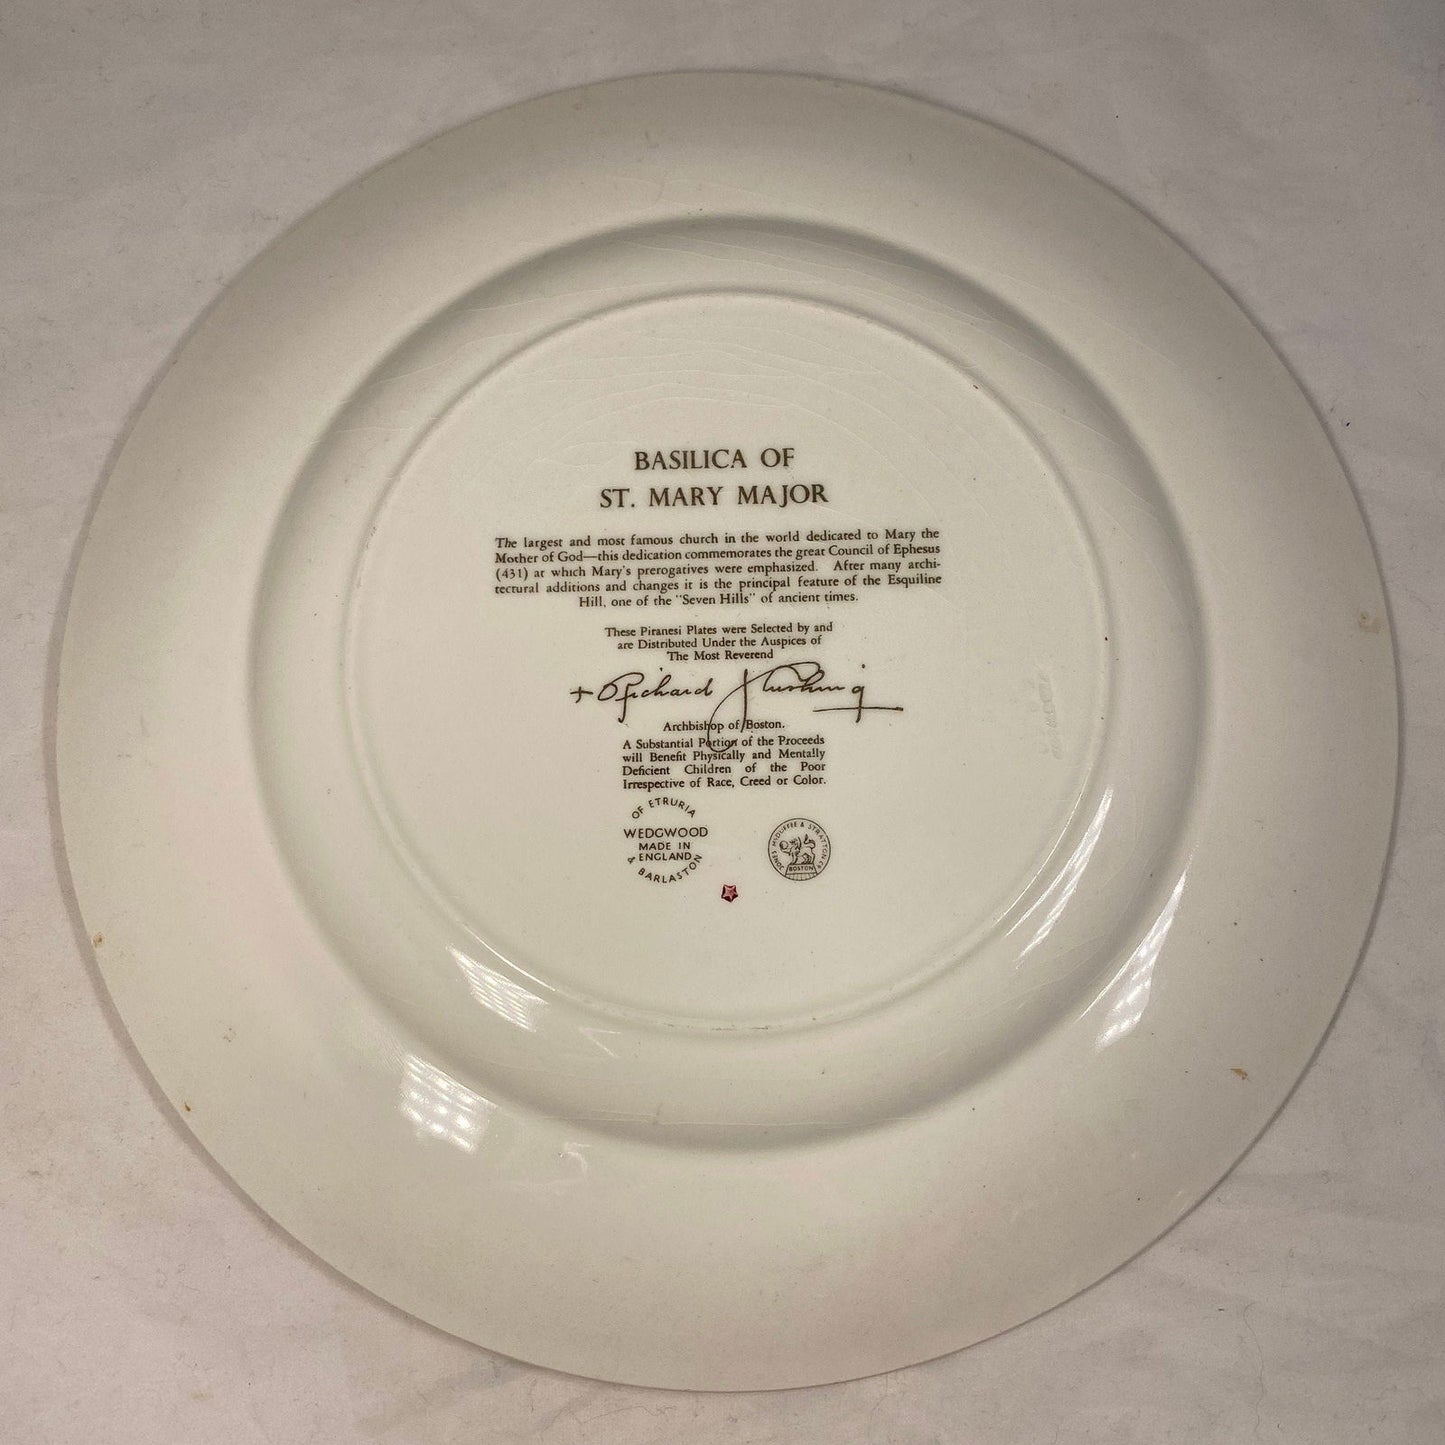 BASILICA OF
ST. MARY MAJOR
The largest and most famous church in the world dedicated to Mary the
Mother of God—this dedication commemorates the great Council of Ephesus
(431) at which Mary's prerogatives were emphasized. After many archi-
tectural additions and changes it is the principal feature of the Esquiline
Hill, one of the "Seven Hills" of ancient times.
These Piranesi Plates were Selected by and
are Distributed Under the Auspices of
The Most Reverend
+ Richard J Cushing
Archbishop of Boston.
A Substantial Portion of the Proceeds
will Benefit Physically and Mentally
Deficient Children of the Poor
Irrespective of Race, Creed or Color.
OF ETRURIA
WEDGWOOD
MADE IN
ENGLAND
& BARLASTON
JONES McDUFFEE & STRATTON CO
BOSTON